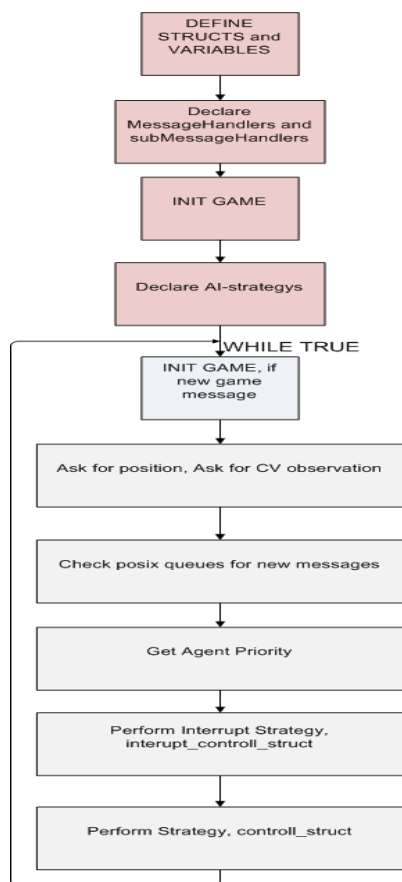 DEFINE
STRUCTS and
VARIABLES
Declare
MessageHandlers and
subMessageHandlers
INIT GAME
Declare AI-strategys
WHILE TRUE
INIT GAME, if
new game
message
Ask for position, Ask for CV observation
Check posix queues for new messages
Get Agent Priority
Perform Interrupt Strategy,
interupt_controll_struct
Perform Strategy, controll_struct